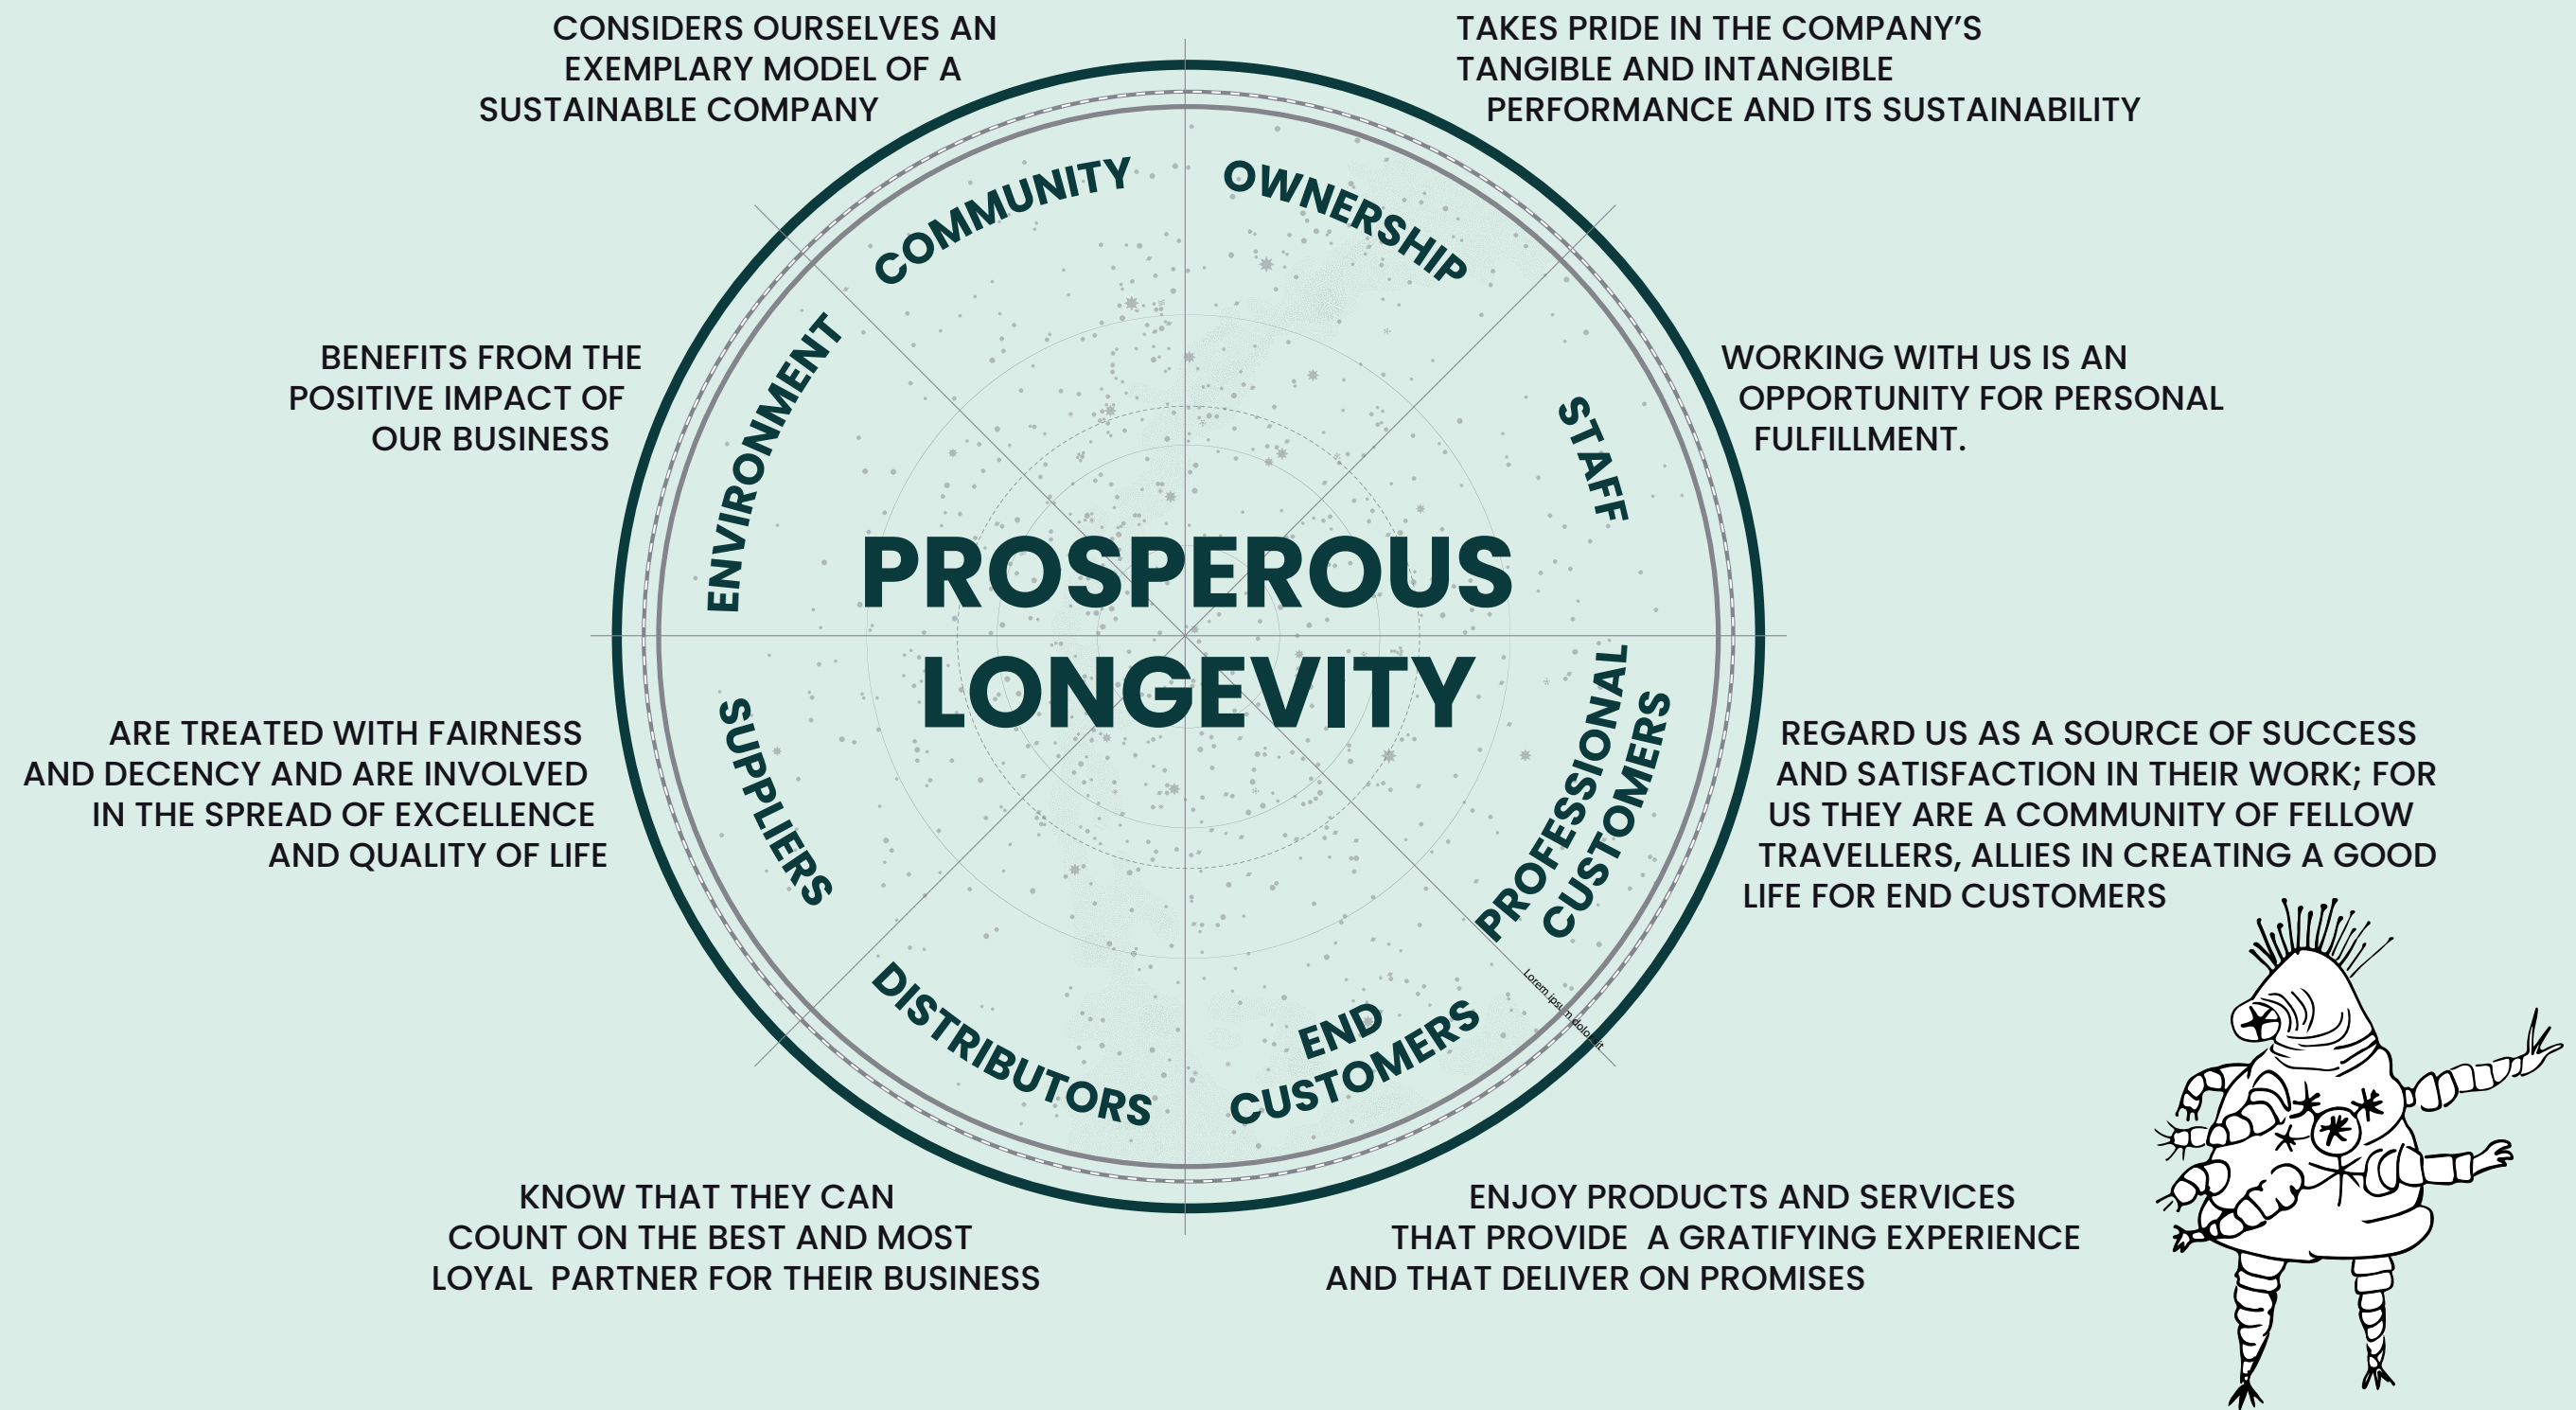 CONSIDERS OURSELVES AN
EXEMPLARY MODEL OF A
SUSTAINABLE COMPANY
TAKES PRIDE IN THE COMPANY’S
TANGIBLE AND INTANGIBLE
PERFORMANCE AND ITS SUSTAINABILITY
COMMUNITY
OWNERSHIP
BENEFITS FROM THE
POSITIVE IMPACT OF
OUR BUSINESS
ENVIRONMENT
STAFF
WORKING WITH US IS AN
OPPORTUNITY FOR PERSONAL
FULFILLMENT.
PROSPEROUS
LONGEVITY
ARE TREATED WITH FAIRNESS
AND DECENCY AND ARE INVOLVED
IN THE SPREAD OF EXCELLENCE
AND QUALITY OF LIFE
SUPPLIERS
PROFESSIONAL
CUSTOMERS
REGARD US AS A SOURCE OF SUCCESS
AND SATISFACTION IN THEIR WORK; FOR
US THEY ARE A COMMUNITY OF FELLOW
TRAVELLERS, ALLIES IN CREATING A GOOD
LIFE FOR END CUSTOMERS
DISTRIBUTORS
END
CUSTOMERS
Lorem ipsum dolor it
KNOW THAT THEY CAN
COUNT ON THE BEST AND MOST
LOYAL PARTNER FOR THEIR BUSINESS
ENJOY PRODUCTS AND SERVICES
THAT PROVIDE A GRATIFYING EXPERIENCE
AND THAT DELIVER ON PROMISES